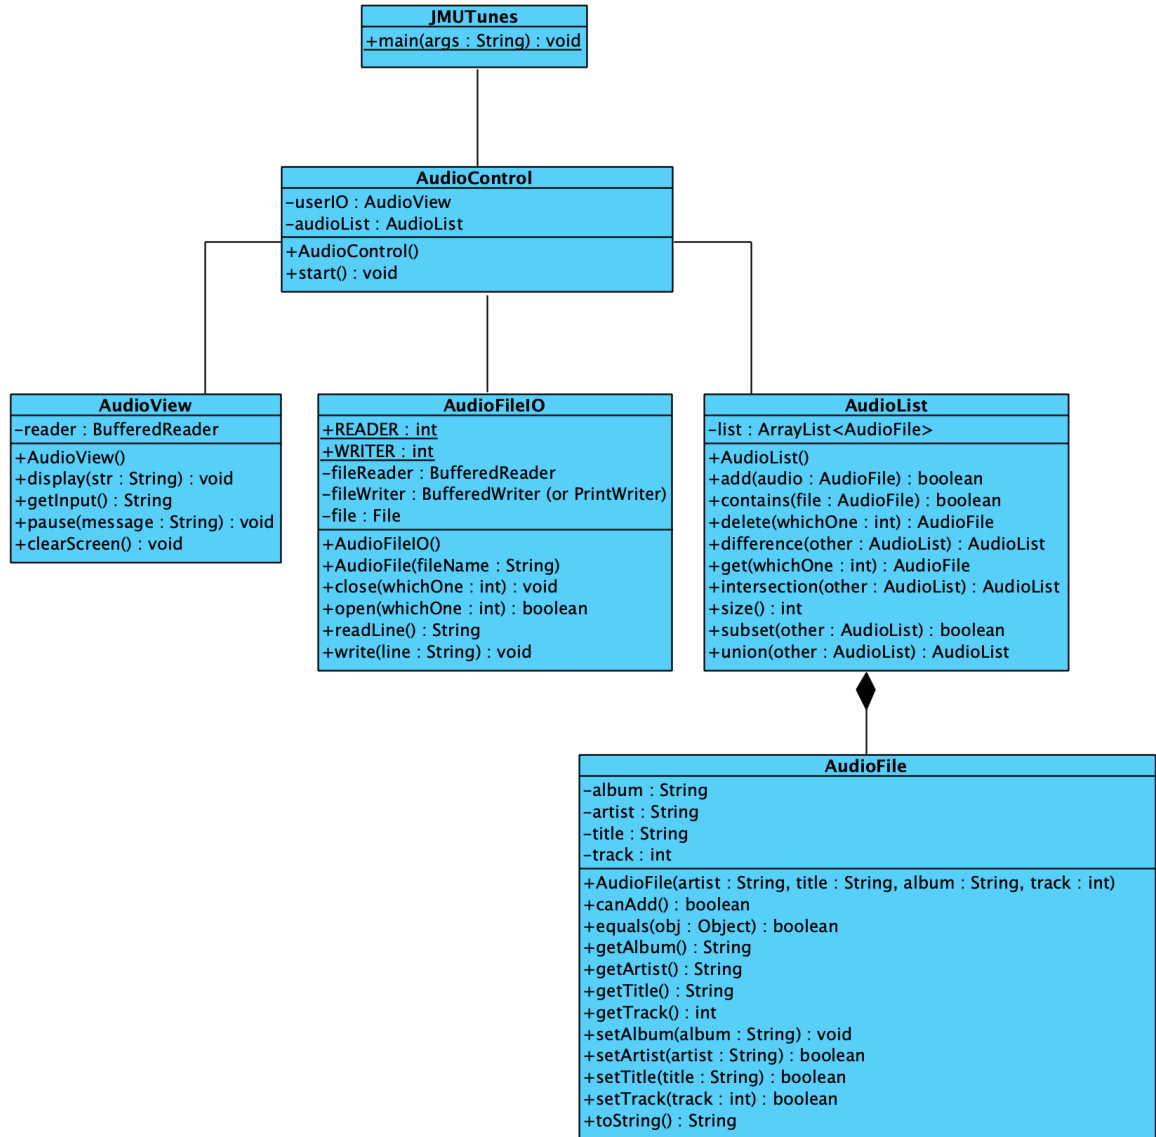 JMUTunes
+main(args : String) : void
AudioControl
-userIO : AudioView
-audioList : AudioList
+AudioControl()
+start() : void
AudioView
-reader : BufferedReader
+AudioView()
+display(str : String) : void
+getInput() : String
+pause(message : String) : void
+clearScreen() : void
AudioFileIO
+READER : int
+WRITER : int
-fileReader : BufferedReader
-fileWriter : BufferedWriter (or PrintWriter)
-file : File
+AudioFileIO()
+AudioFile(fileName : String)
+close(whichOne : int) : void
+open(whichOne : int) : boolean
+readLine() : String
+write(line : String) : void
AudioList
-list : ArrayList<AudioFile>
+AudioList()
+add(audio : AudioFile) : boolean
+contains(file : AudioFile) : boolean
+delete(whichOne : int) : AudioFile
+difference(other : AudioList) : AudioList
+get(whichOne : int) : AudioFile
+intersection(other : AudioList) : AudioList
+size() : int
+subset(other : AudioList) : boolean
+union(other : AudioList) : AudioList
AudioFile
-album : String
-artist : String
-title : String
-track : int
+AudioFile(artist : String, title : String, album : String, track : int)
+canAdd() : boolean
+equals(obj : Object) : boolean
+getAlbum() : String
+getArtist() : String
+getTitle() : String
+getTrack() : int
+setAlbum(album : String) : void
+setArtist(artist : String) : boolean
+setTitle(title : String) : boolean
+setTrack(track : int) : boolean
+toString() : String